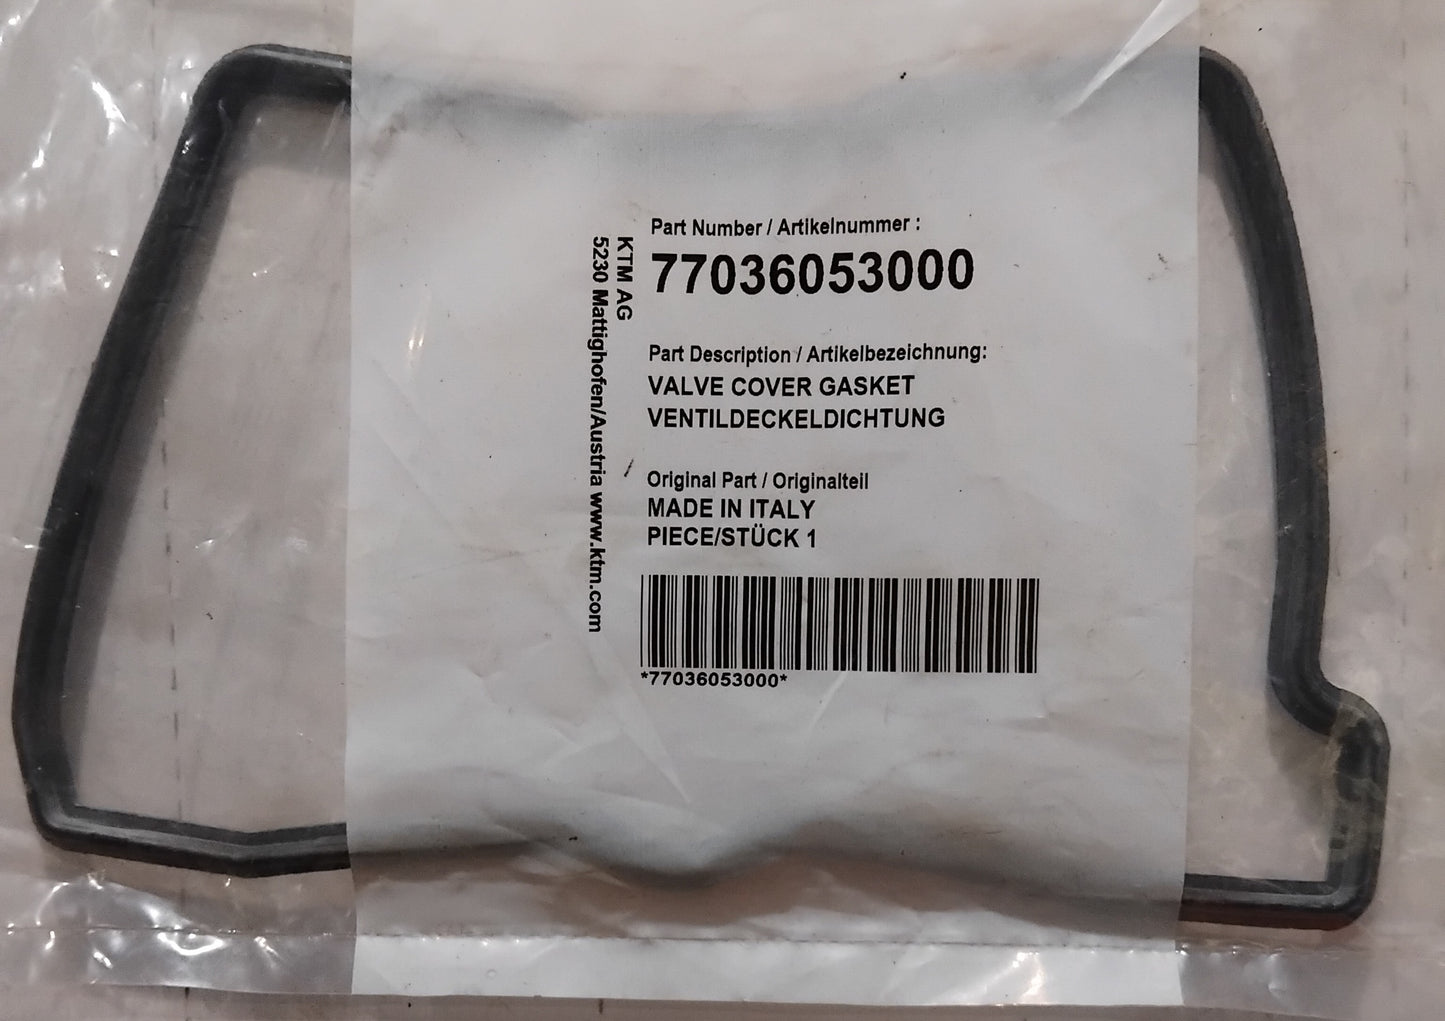 Part Number / Artikelnummer :
77036053000
KTM AG
5230 Mattighofen/Austria www.ktm.com
Part Description / Artikelbezeichnung:
VALVE COVER GASKET
VENTILDECKELDICHTUNG
Original Part / Originalteil
MADE IN ITALY
PIECE/STÜCK 1
*77036053000*